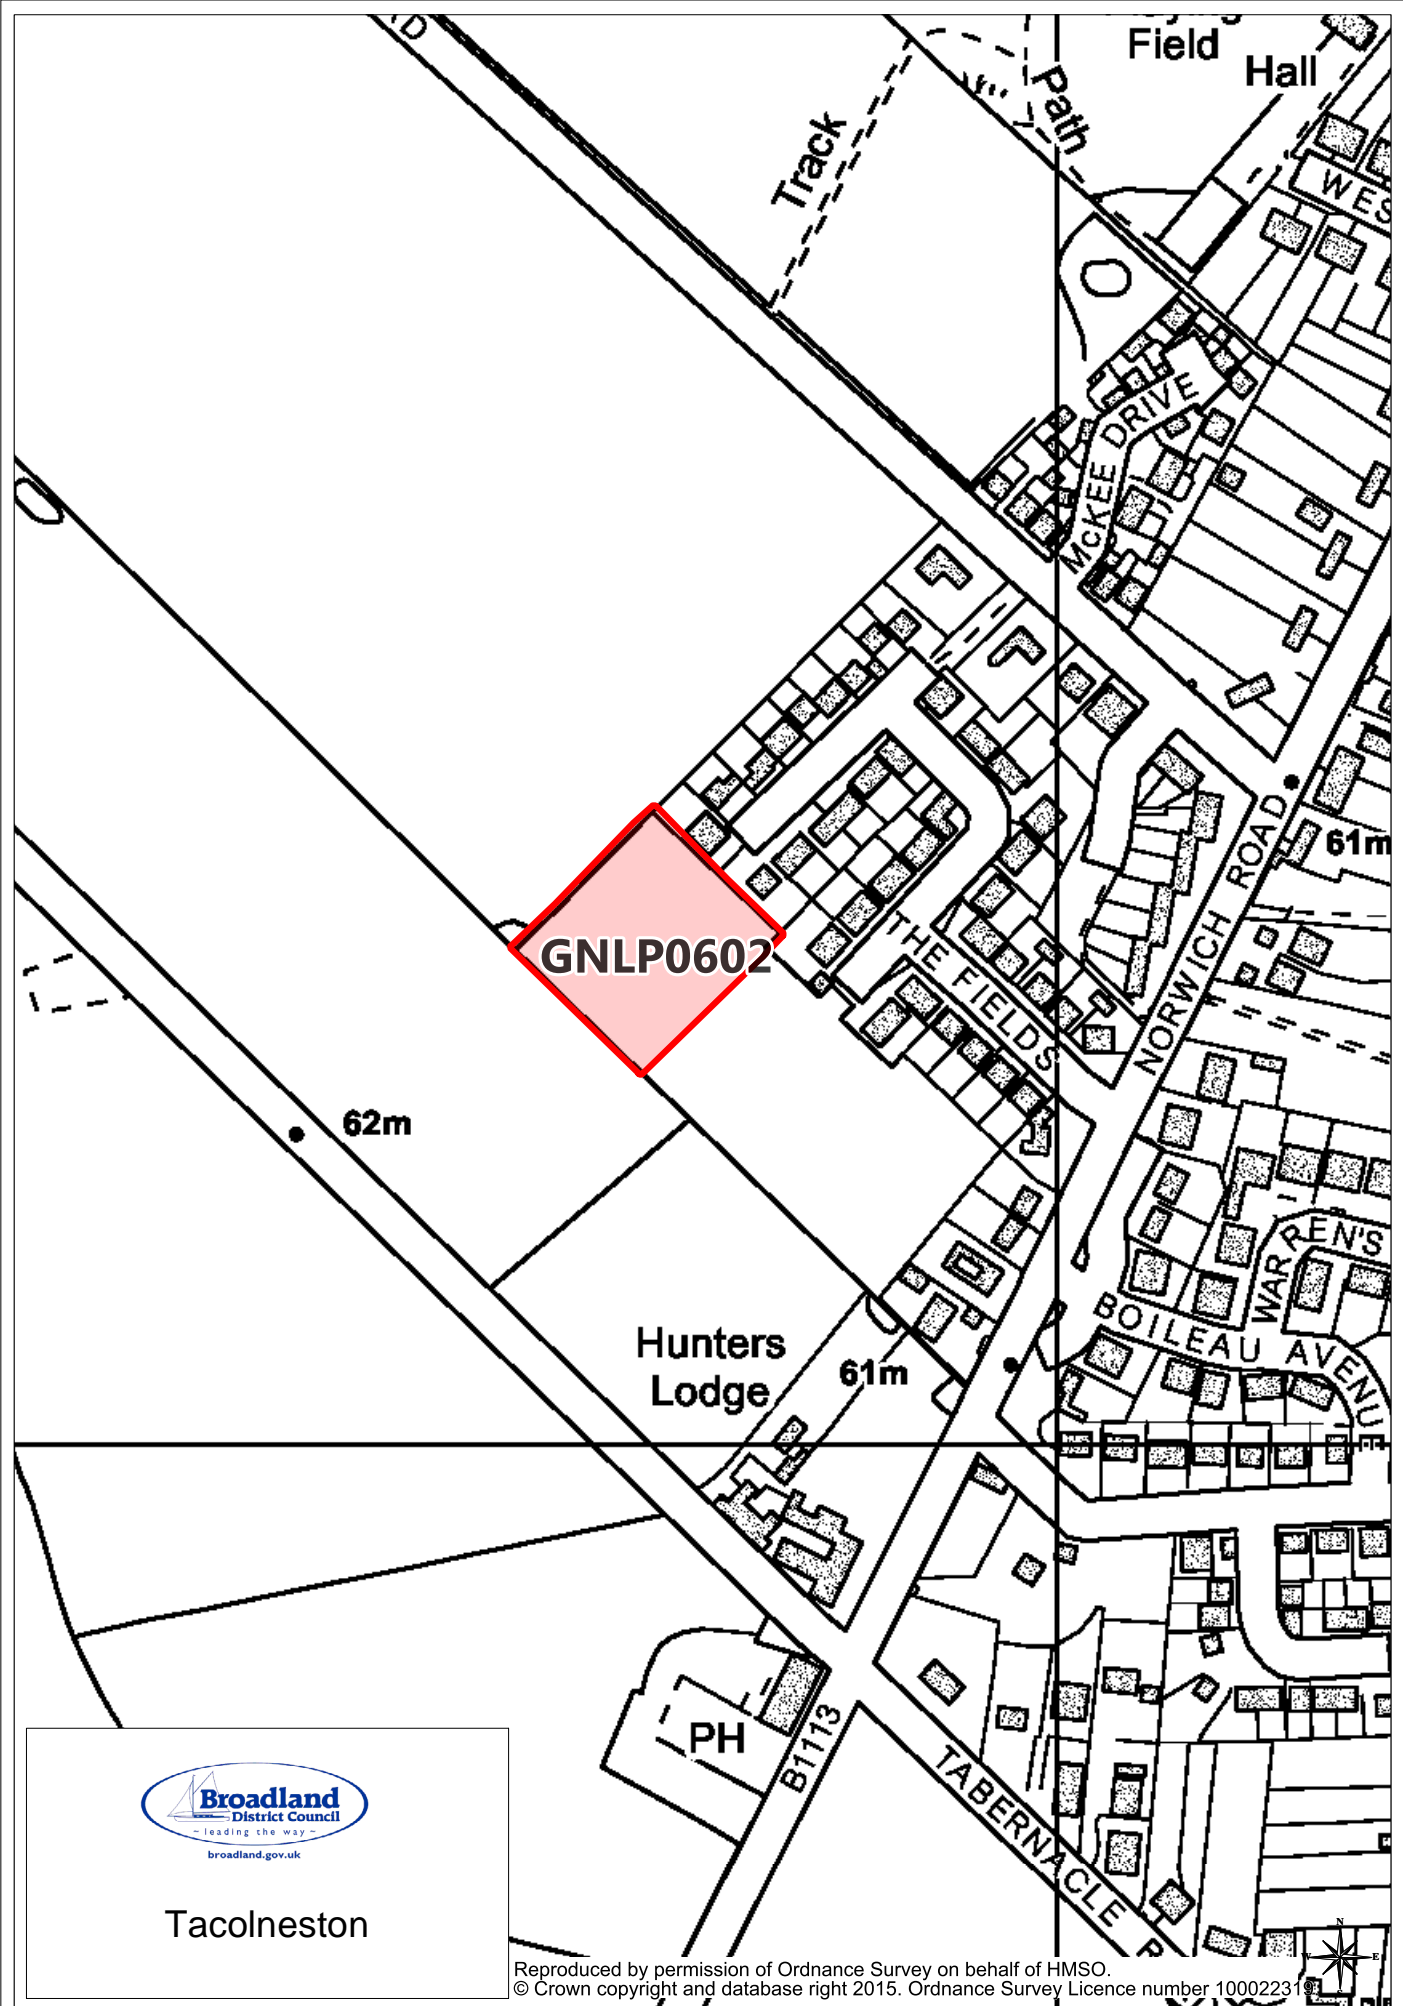 Field
Hall
Path
Track
WES
McKEE DRIVE
NORWICH ROAD
61m
GNLP0602
THE FIELDS
62m
WARREN'S
BOILEAU AVENUE
Hunters
Lodge
61m
PH
B1113
TABERNACLE R
Broadland
District Council
~ leading the way ~
broadland.gov.uk
Tacolneston
N
W
E
Reproduced by permission of Ordnance Survey on behalf of HMSO.
© Crown copyright and database right 2015. Ordnance Survey Licence number 100022319.